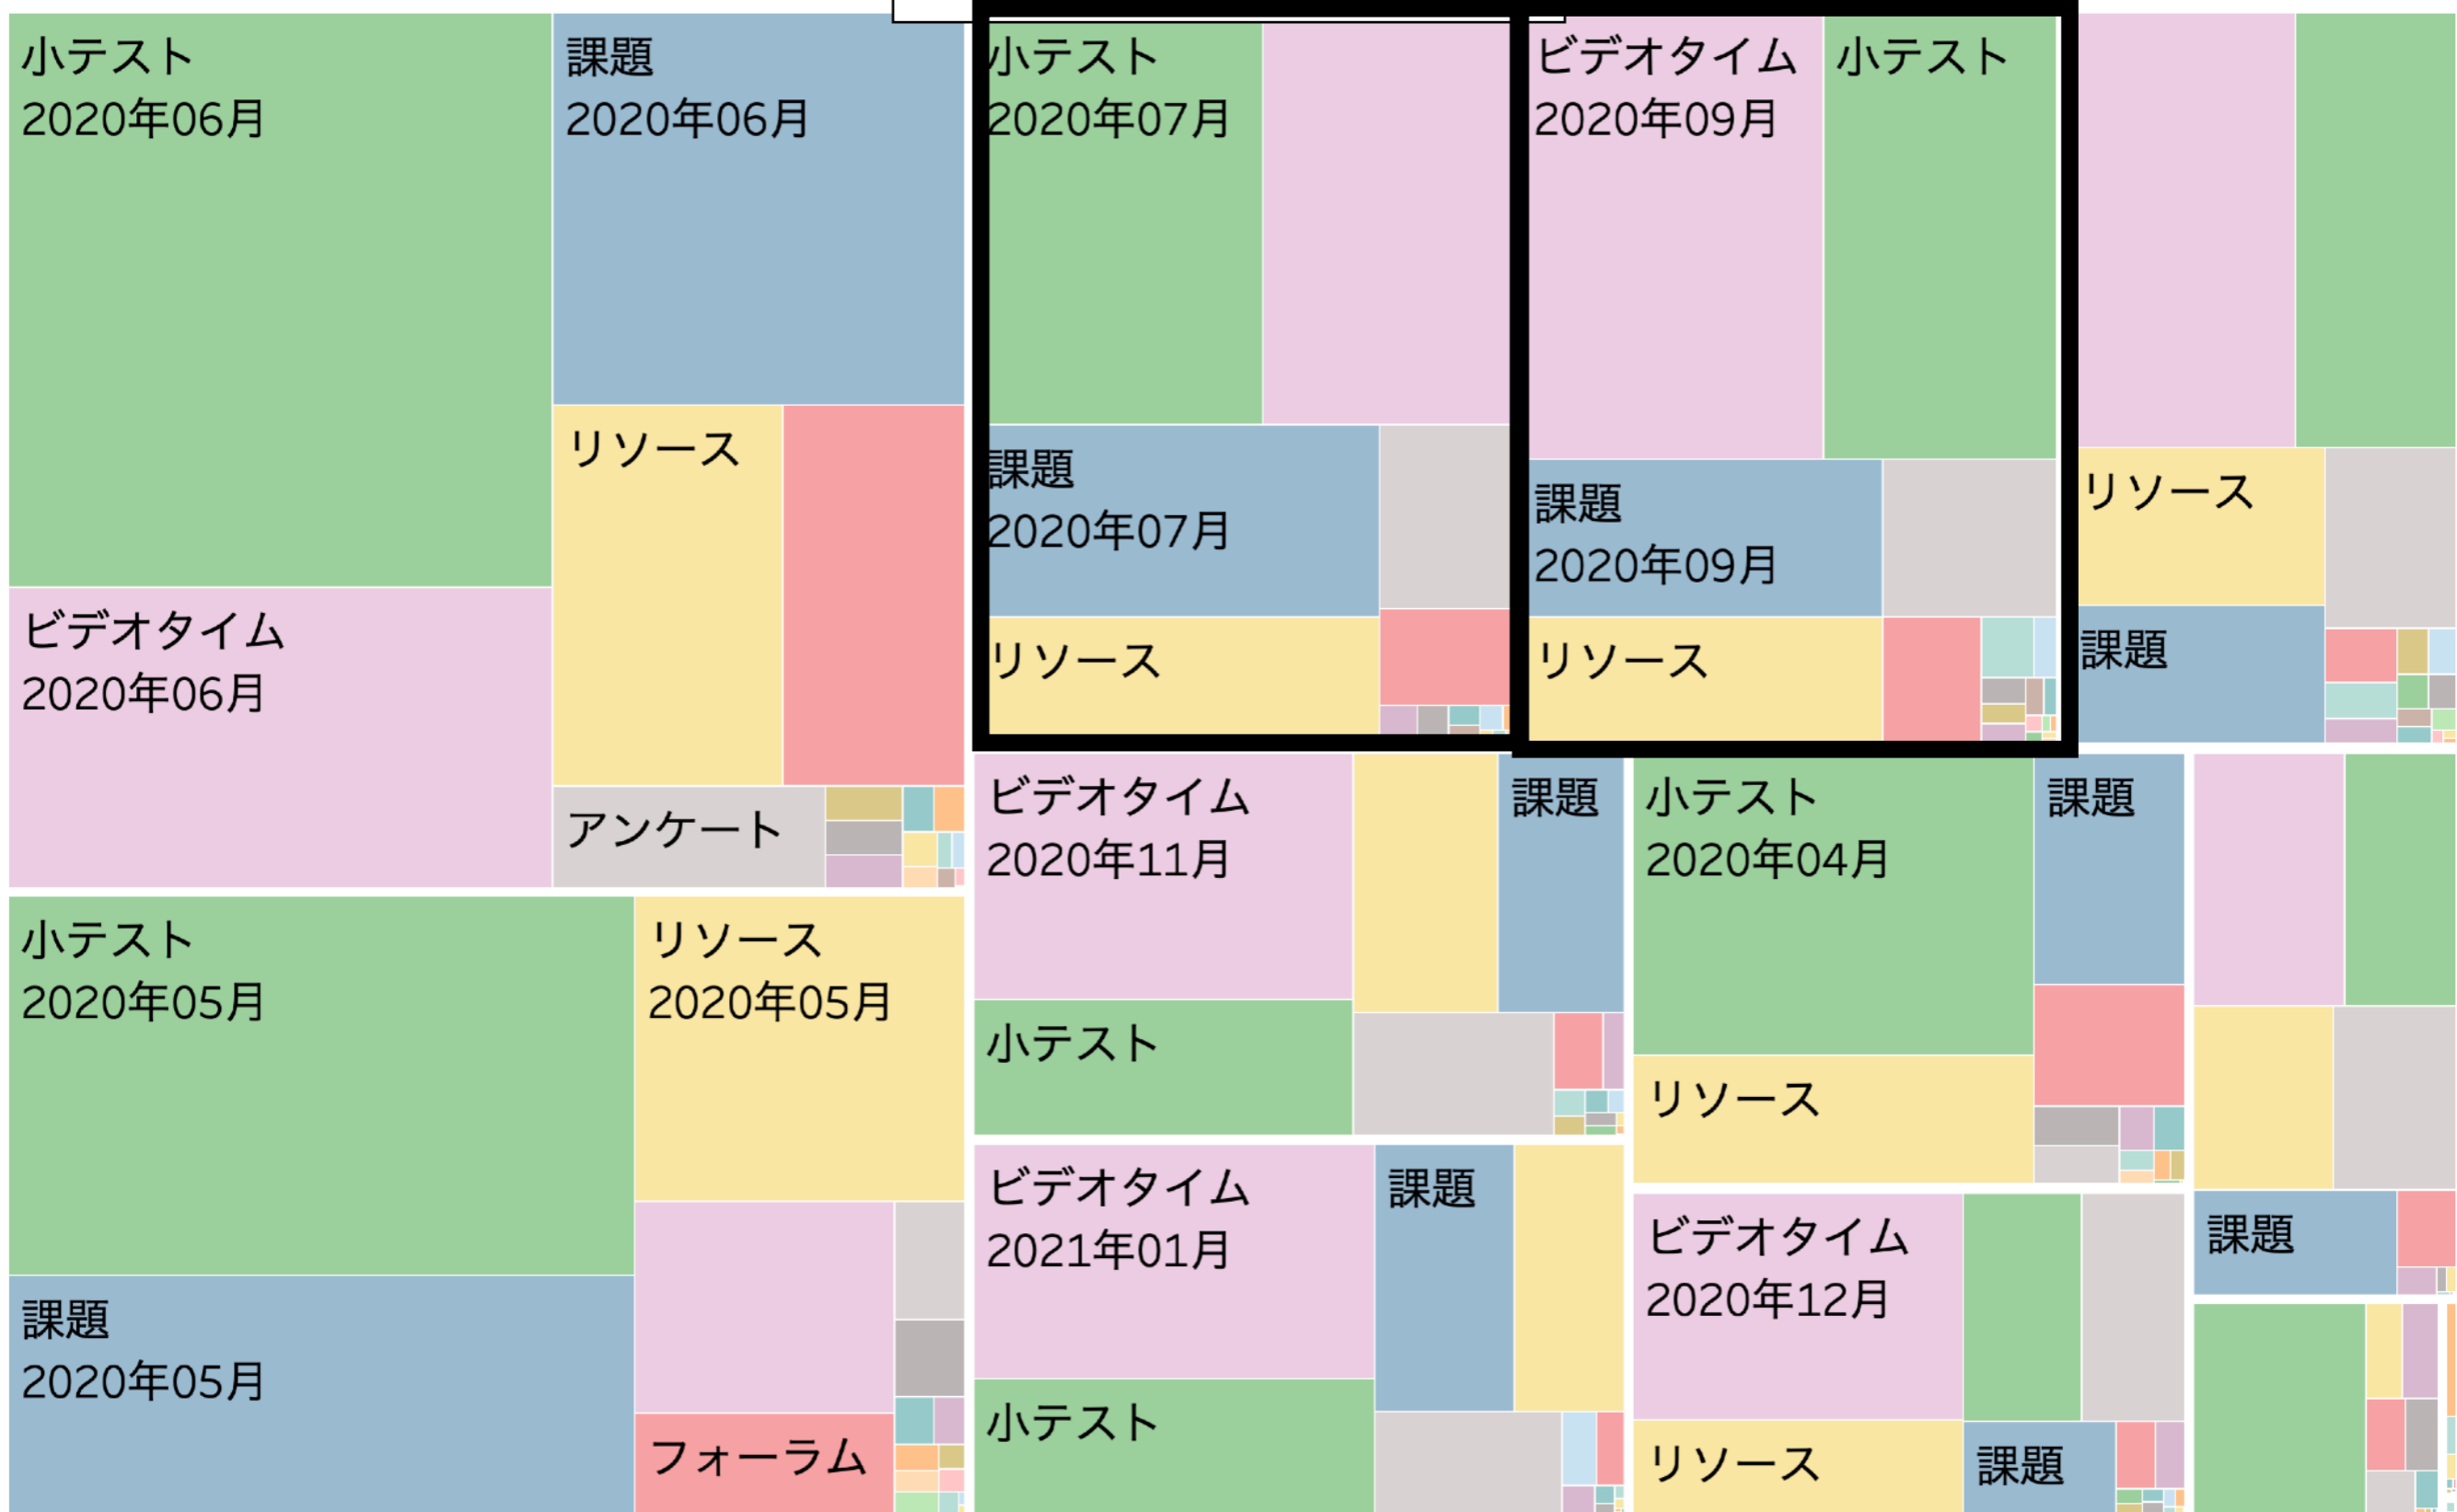 小テスト
2020年06月
課題
2020年06月
リソース
ビデオタイム
2020年06月
アンケート
小テスト
2020年07月
課題
2020年07月
リソース
ビデオタイム
2020年09月
小テスト
課題
2020年09月
リソース
リソース
課題
小テスト
2020年05月
リソース
2020年05月
課題
2020年05月
フォーラム
ビデオタイム
2020年11月
課題
小テスト
ビデオタイム
2021年01月
課題
小テスト
小テスト
2020年04月
課題
リソース
ビデオタイム
2020年12月
リソース
課題
課題